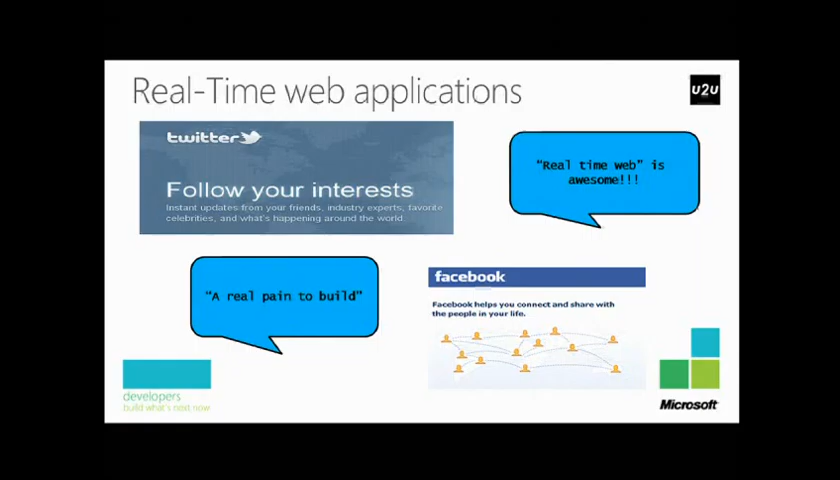 Real-Time web applications
U2U
twitter
Follow your interests
Instant updates from your friends, industry experts, favorite
celebrities, and what's happening around the world.
"Real time web" is
awesome!!!
"A real pain to build"
facebook
Facebook helps you connect and share with
the people in your life.
developers
build what's next now
Microsoft